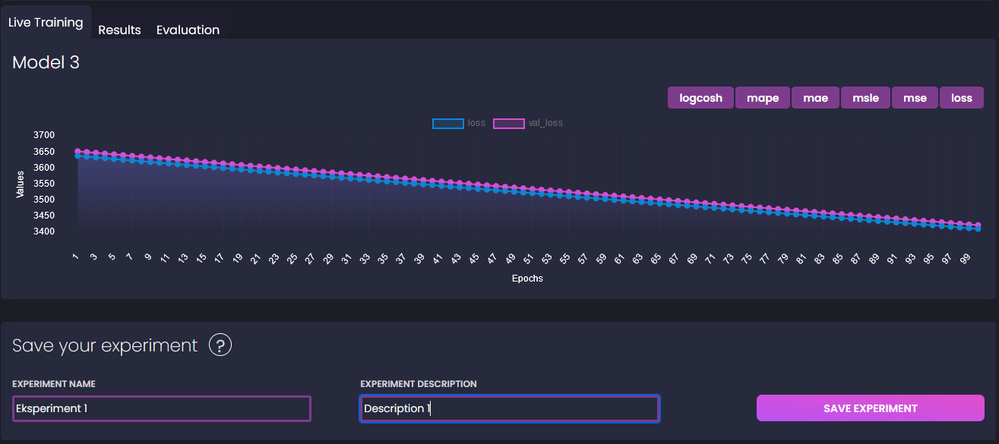 Live Training Results Evaluation
Model 3
logcosh mape mae msle mse loss
loss val_loss
3700
3650
3600
3550
3500
3450
3400
Values
1 3 5 7 9 11 13 15 17 19 21 23 25 27 29 31 33 35 37 39 41 43 45 47 49 51 53 55 57 59 61 63 65 67 69 71 73 75 77 79 81 83 85 87 89 91 93 95 97 99
Epochs
Save your experiment ?
EXPERIMENT NAME EXPERIMENT DESCRIPTION
Eksperiment 1 Description 1 SAVE EXPERIMENT